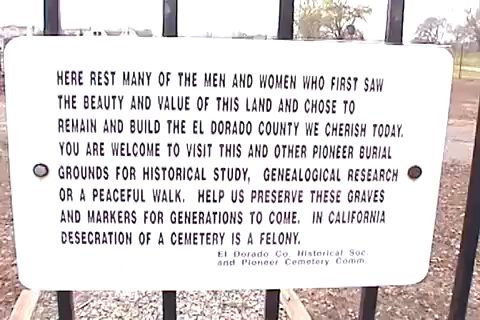 HERE REST MANY OF THE MEN AND WOMEN WHO FIRST SAW
THE BEAUTY AND VALUE OF THIS LAND AND CHOSE TO
REMAIN AND BUILD THE EL DORADO COUNTY WE CHERISH TODAY.
YOU ARE WELCOME TO VISIT THIS AND OTHER PIONEER BURIAL
GROUNDS FOR HISTORICAL STUDY, GENEALOGICAL RESEARCH
OR A PEACEFUL WALK. HELP US PRESERVE THESE GRAVES
AND MARKERS FOR GENERATIONS TO COME. IN CALIFORNIA
DESECRATION OF A CEMETERY IS A FELONY.
El Dorado Co. Historical Soc.
and Pioneer Cemetery Comm.